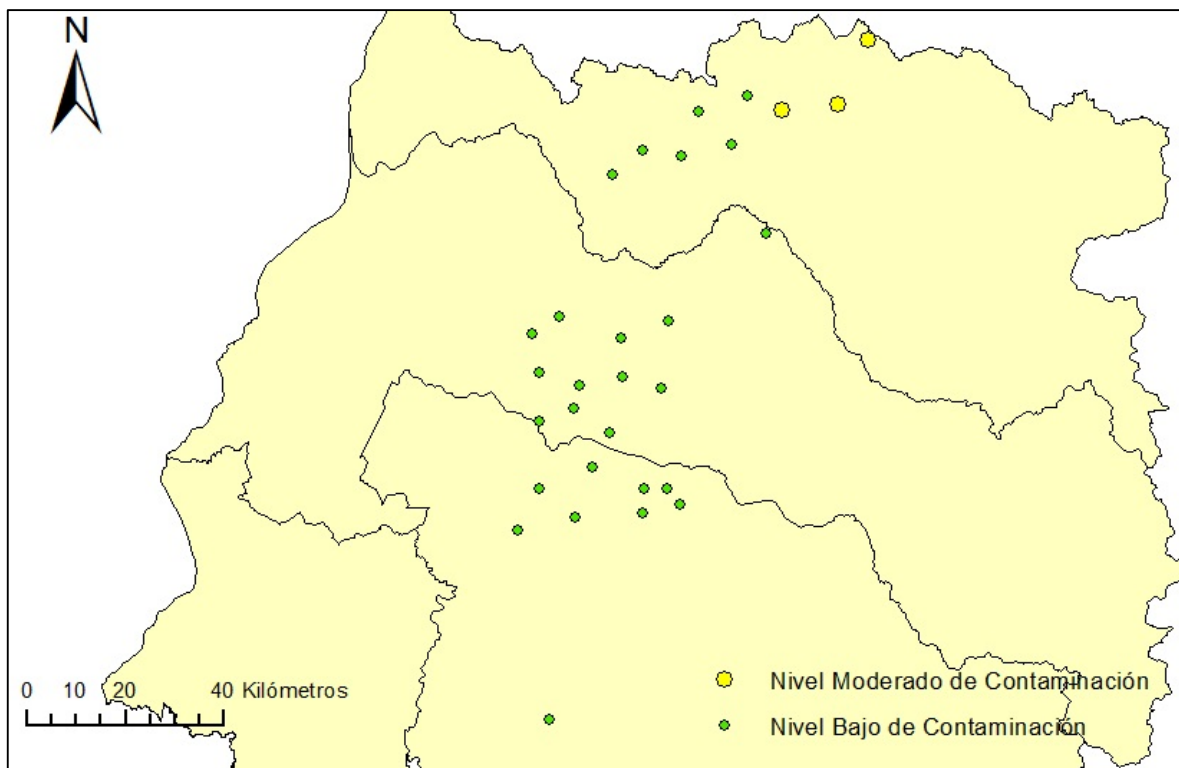 N
0 10 20 40 Kilómetros
Nivel Moderado de Contaminación
Nivel Bajo de Contaminación